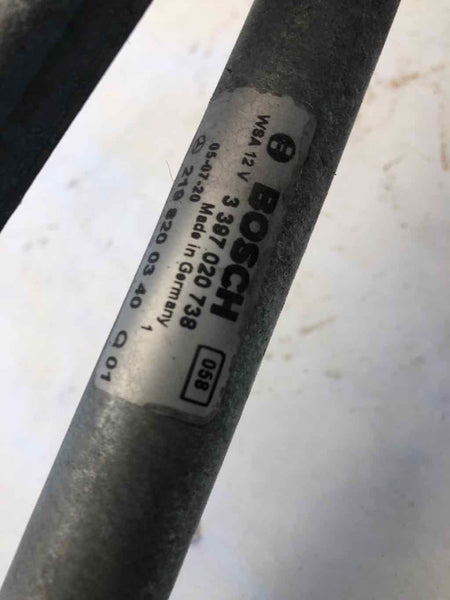 WSA 12 V
BOSCH
3 397 020 738
058
Made in Germany 1
05-07-20
219 820 03 40 Q 01